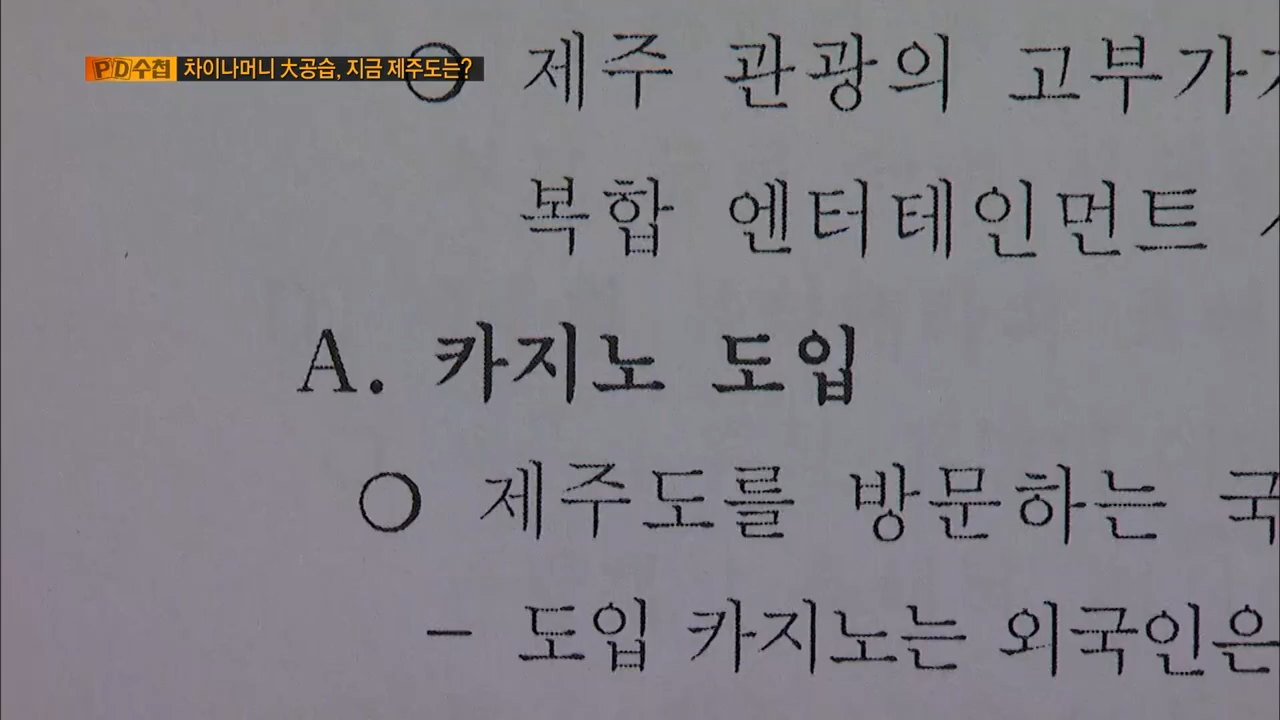 PD수첩 차이나머니 大공습, 지금 제주도는?
○ 제주 관광의 고부가
복합 엔터테인먼트
A. 카지노 도입
○ 제주도를 방문하는 국
- 도입 카지노는 외국인은